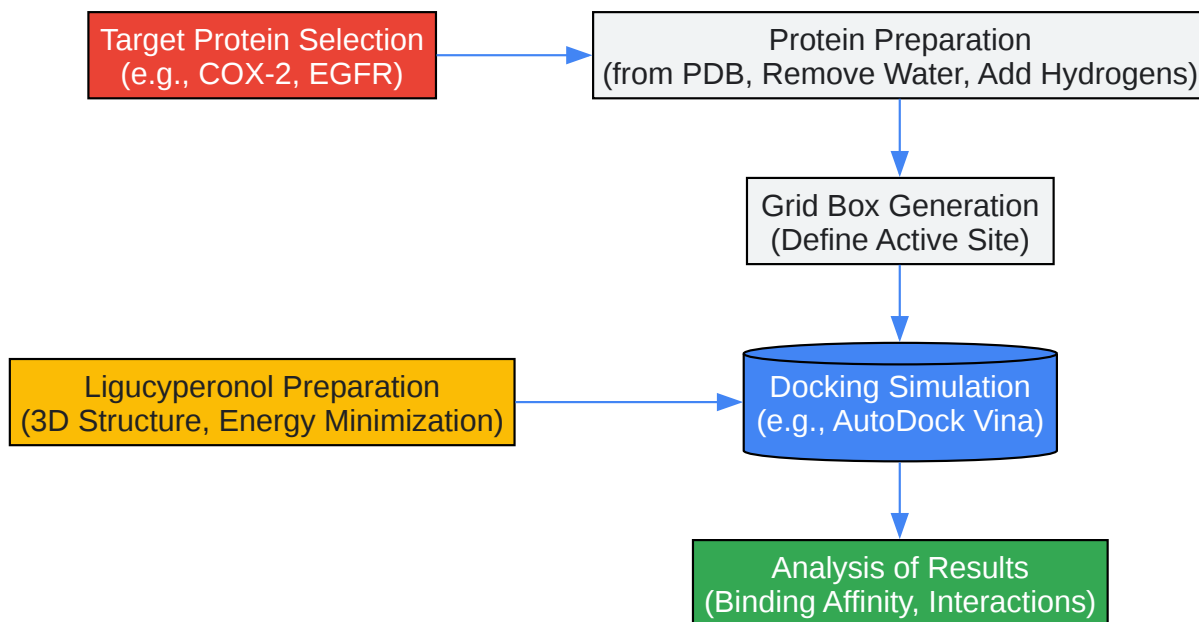 Target Protein Selection
(e.g., COX-2, EGFR)
Protein Preparation
(from PDB, Remove Water, Add Hydrogens)
Grid Box Generation
(Define Active Site)
Ligucyperonol Preparation
(3D Structure, Energy Minimization)
Docking Simulation
(e.g., AutoDock Vina)
Analysis of Results
(Binding Affinity, Interactions)